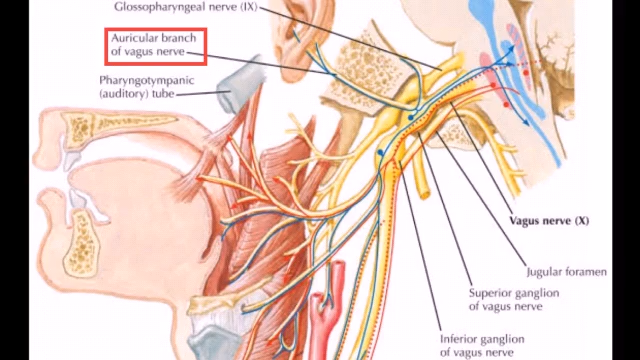 Glossopharyngeal nerve (IX)
Auricular branch
of vagus nerve
Pharyngotympanic
(auditory) tube
Vagus nerve (X)
Jugular foramen
Superior ganglion
of vagus nerve
Inferior ganglion
of vagus nerve